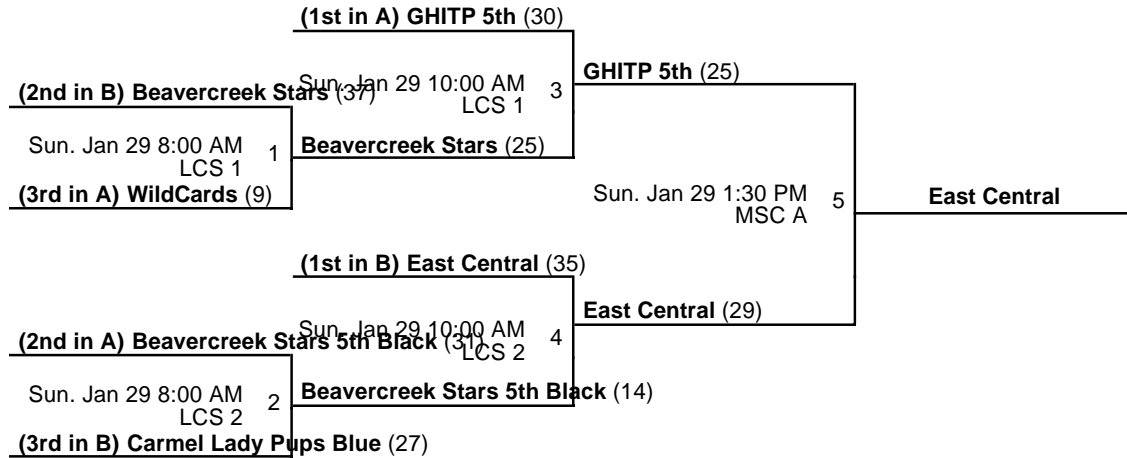 (1st in A) GHITP 5th (30)
Sun. Jan 29 10:00 AM
LCS 1
3
GHITP 5th (25)
(2nd in B) Beavercreek Stars (37)
Sun. Jan 29 8:00 AM
LCS 1
1
Beavercreek Stars (25)
(3rd in A) WildCards (9)
Sun. Jan 29 1:30 PM
MSC A
5
East Central
(1st in B) East Central (35)
Sun. Jan 29 10:00 AM
LCS 2
4
East Central (29)
(2nd in A) Beavercreek Stars 5th Black (31)
Sun. Jan 29 8:00 AM
LCS 2
2
Beavercreek Stars 5th Black (14)
(3rd in B) Carmel Lady Pups Blue (27)